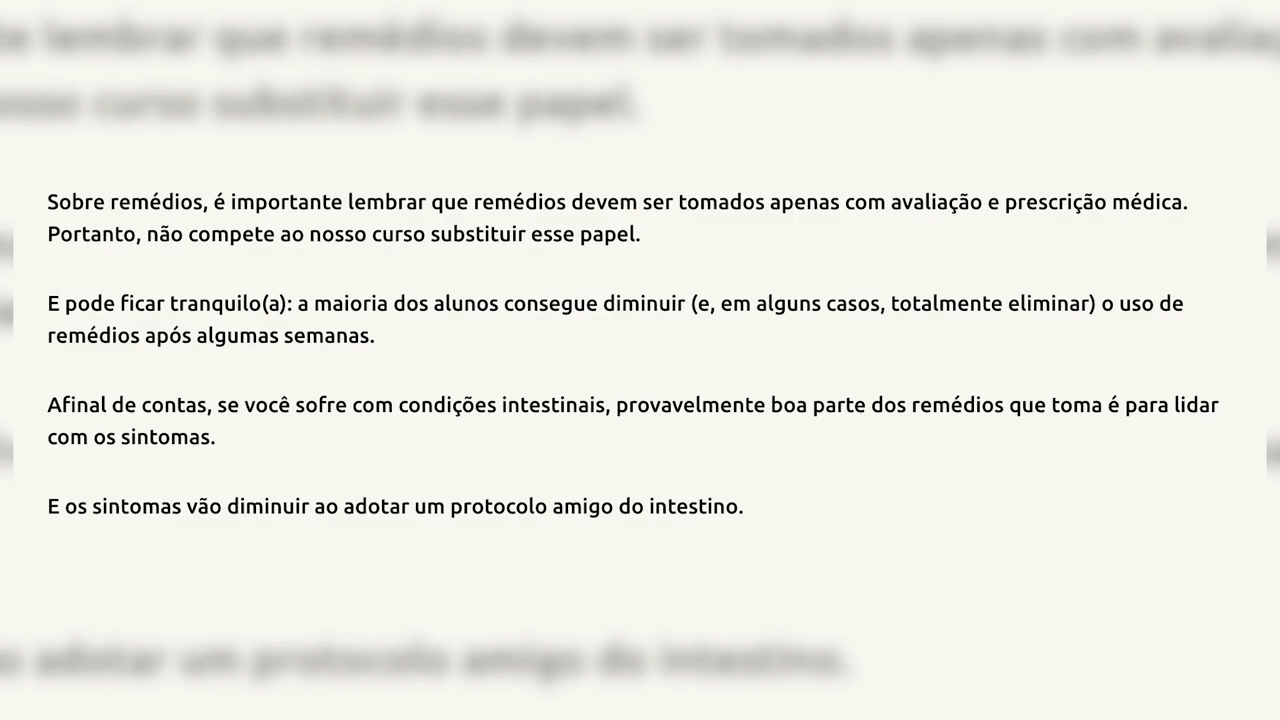 Sobre remédios, é importante lembrar que remédios devem ser tomados apenas com avaliação e prescrição médica.
Portanto, não compete ao nosso curso substituir esse papel.
E pode ficar tranquilo(a): a maioria dos alunos consegue diminuir (e, em alguns casos, totalmente eliminar) o uso de
remédios após algumas semanas.
Afinal de contas, se você sofre com condições intestinais, provavelmente boa parte dos remédios que toma é para lidar
com os sintomas.
E os sintomas vão diminuir ao adotar um protocolo amigo do intestino.